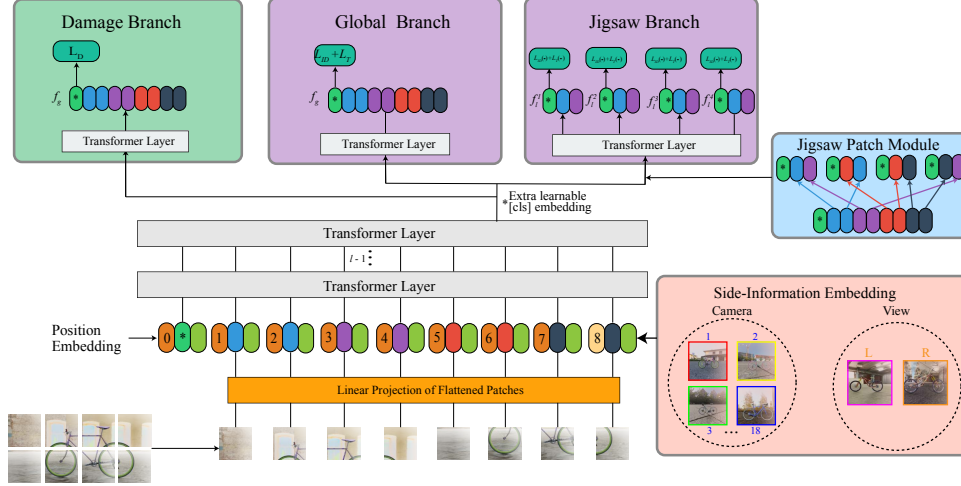 Damage Branch
Global Branch
Jigsaw Branch
L_D
L_ID + L_T
f_g
*
f_g
*
f_l^1
*
f_l^2
*
f_l^3
*
f_l^4
*
Transformer Layer
Transformer Layer
Transformer Layer
Jigsaw Patch Module
* * * *
*
*Extra learnable
[cls] embedding
Transformer Layer
l - 1
Transformer Layer
Position
Embedding
0 * 1 2 3 4 5 6 7 8
Linear Projection of Flattened Patches
Side-Information Embedding
Camera
View
1 2
L R
3 ... 18